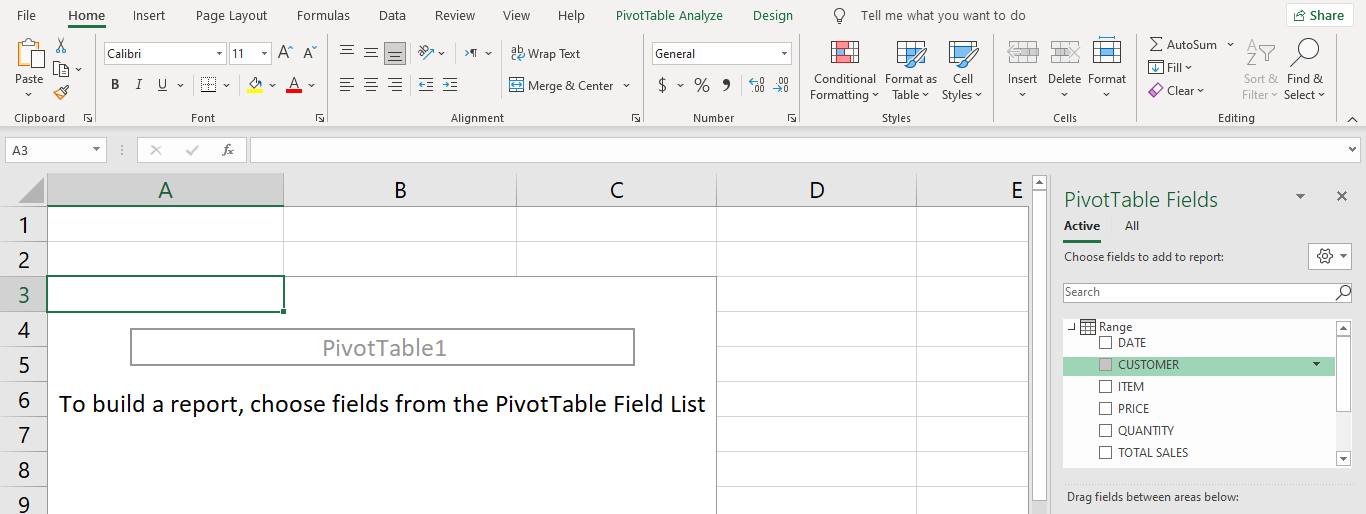 File Home Insert Page Layout Formulas Data Review View Help PivotTable Analyze Design Tell me what you want to do Share
Calibri 11 A^ A˅ ab Wrap Text General AutoSum
Paste B I U A Merge & Center $ % , .00 .00 Conditional Formatting Format as Table Cell Styles Insert Delete Format Fill Clear Sort & Filter Find & Select
Clipboard Font Alignment Number Styles Cells Editing
A3 fx
A B C D E
1
2
3
4
5
6
7
8
9
PivotTable1
To build a report, choose fields from the PivotTable Field List
PivotTable Fields
Active All
Choose fields to add to report:
Search
Range
DATE
CUSTOMER
ITEM
PRICE
QUANTITY
TOTAL SALES
Drag fields between areas below: